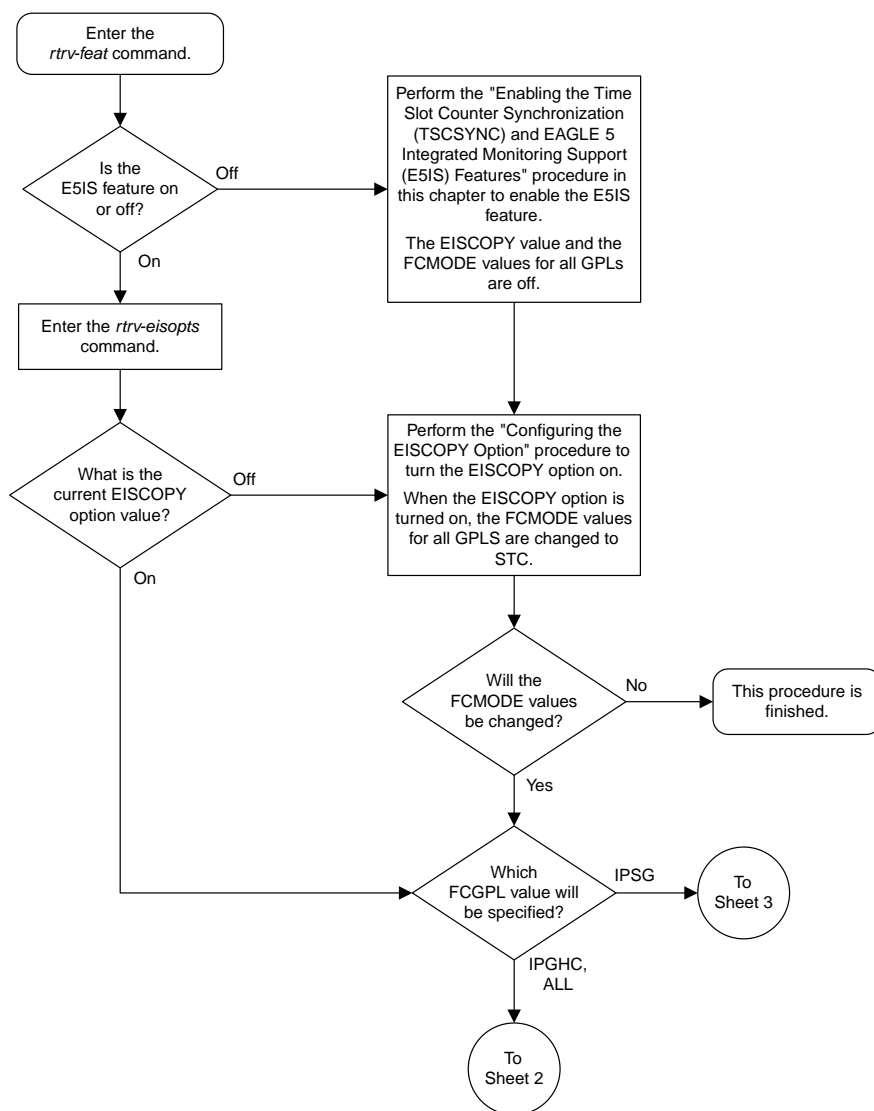 Enter the
rtrv-feat command.
Is the
E5IS feature on
or off?
Off
On
Perform the "Enabling the Time
Slot Counter Synchronization
(TSCSYNC) and EAGLE 5
Integrated Monitoring Support
(E5IS) Features" procedure in
this chapter to enable the E5IS
feature.
The EISCOPY value and the
FCMODE values for all GPLs
are off.
Enter the rtrv-eisopts
command.
What is the
current EISCOPY
option value?
Off
On
Perform the "Configuring the
EISCOPY Option" procedure to
turn the EISCOPY option on.
When the EISCOPY option is
turned on, the FCMODE values
for all GPLS are changed to
STC.
Will the
FCMODE values
be changed?
No
This procedure is
finished.
Yes
Which
FCGPL value will
be specified?
IPSG
To
Sheet 3
IPGHC,
ALL
To
Sheet 2